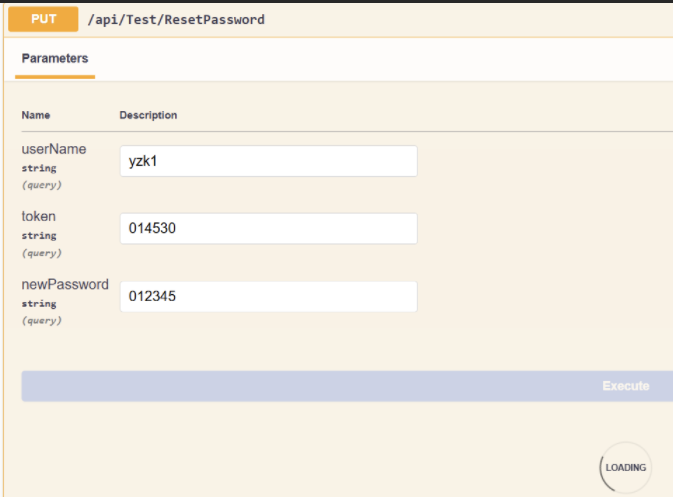 PUT /api/Test/ResetPassword
Parameters
Name Description
userName
string
(query)
yzk1
token
string
(query)
014530
newPassword
string
(query)
012345
Execute
LOADING